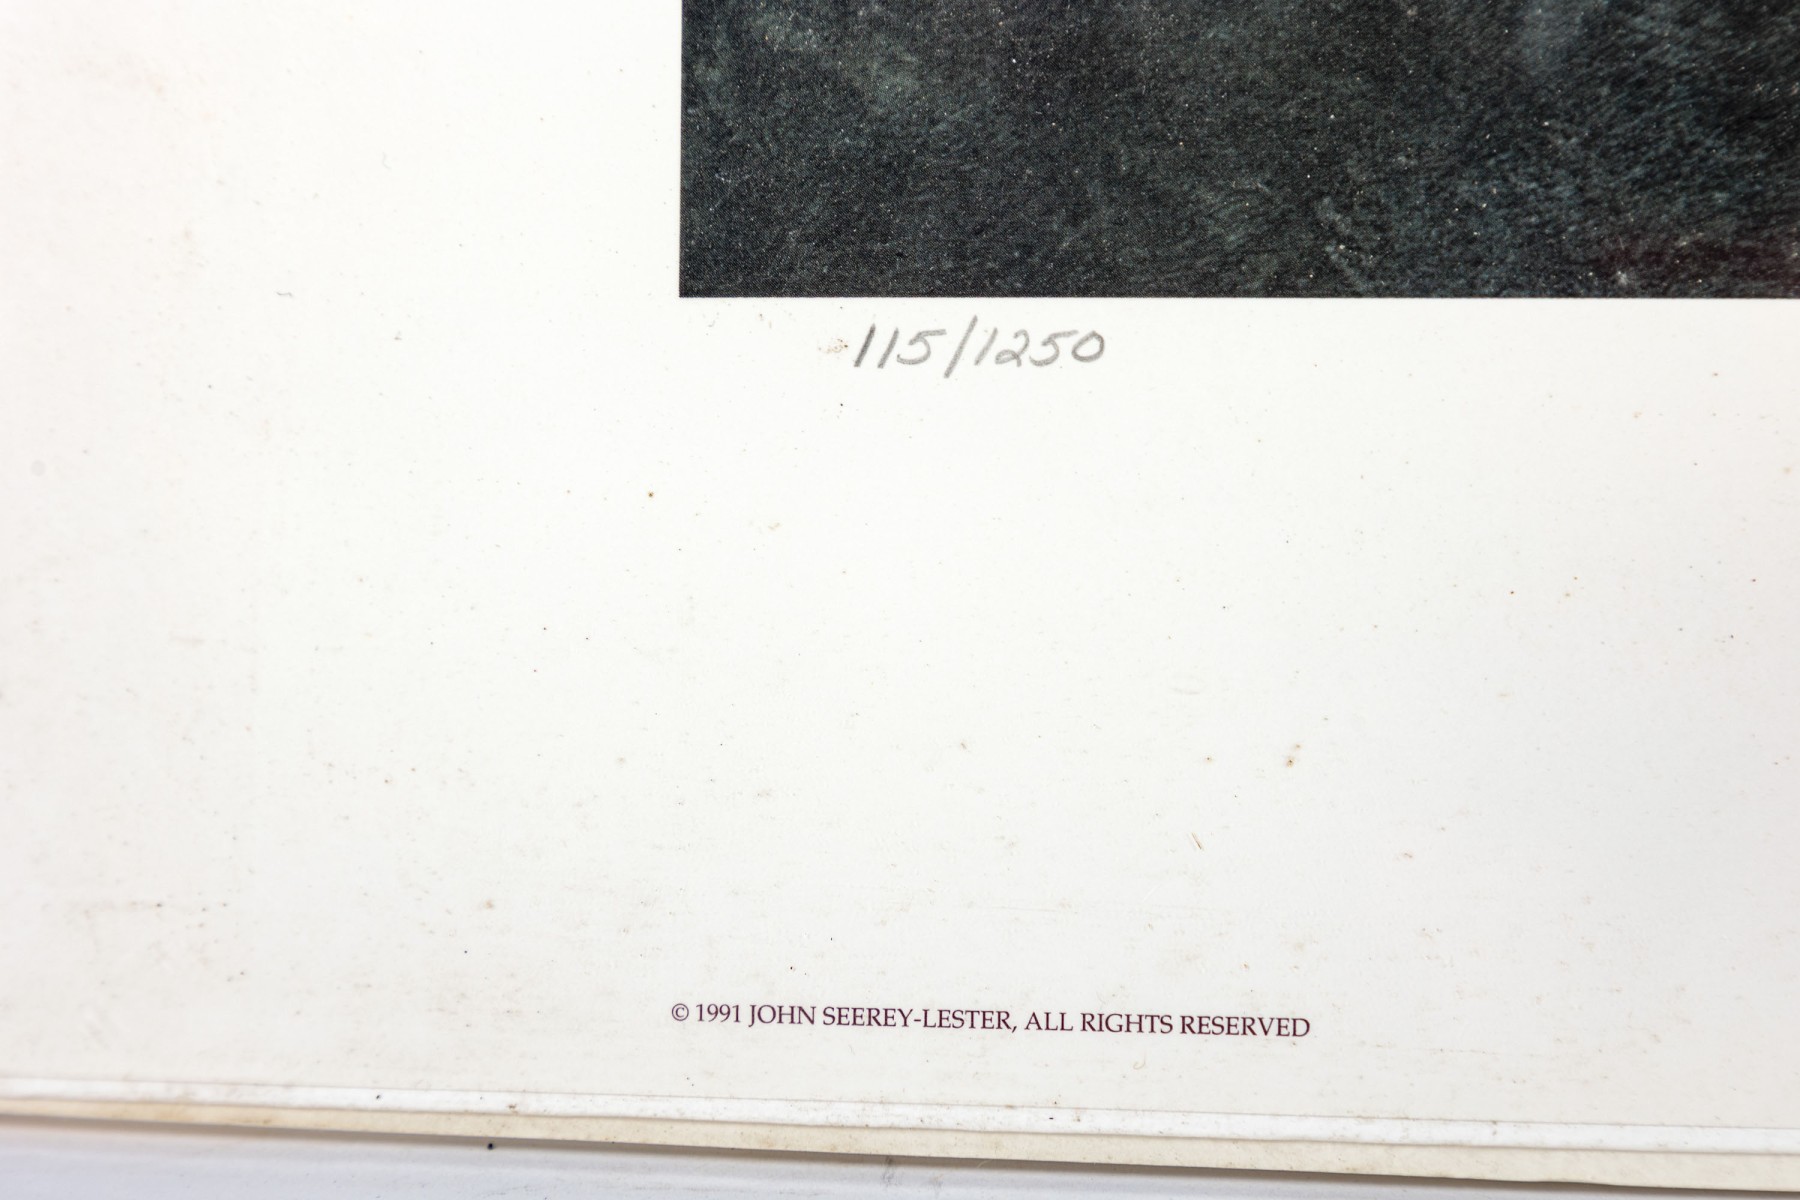 115/1250
© 1991 JOHN SEEREY-LESTER, ALL RIGHTS RESERVED